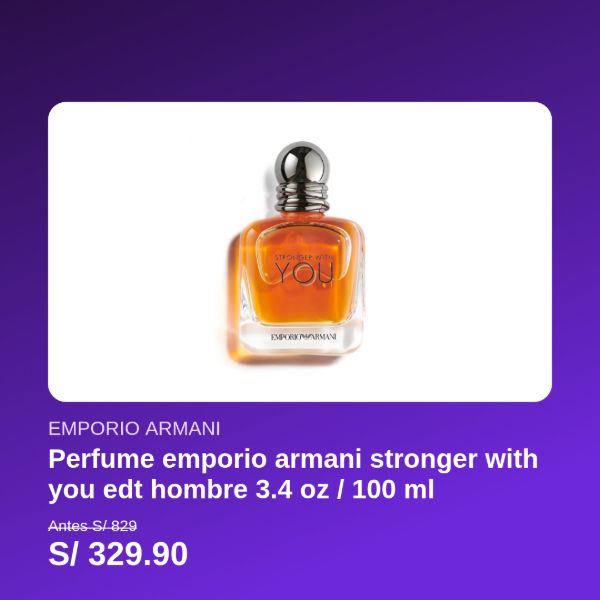 STRONGER WITH
YOU
EMPORIO ARMANI
EMPORIO ARMANI
Perfume emporio armani stronger with
you edt hombre 3.4 oz / 100 ml
Antes S/ 829
S/ 329.90